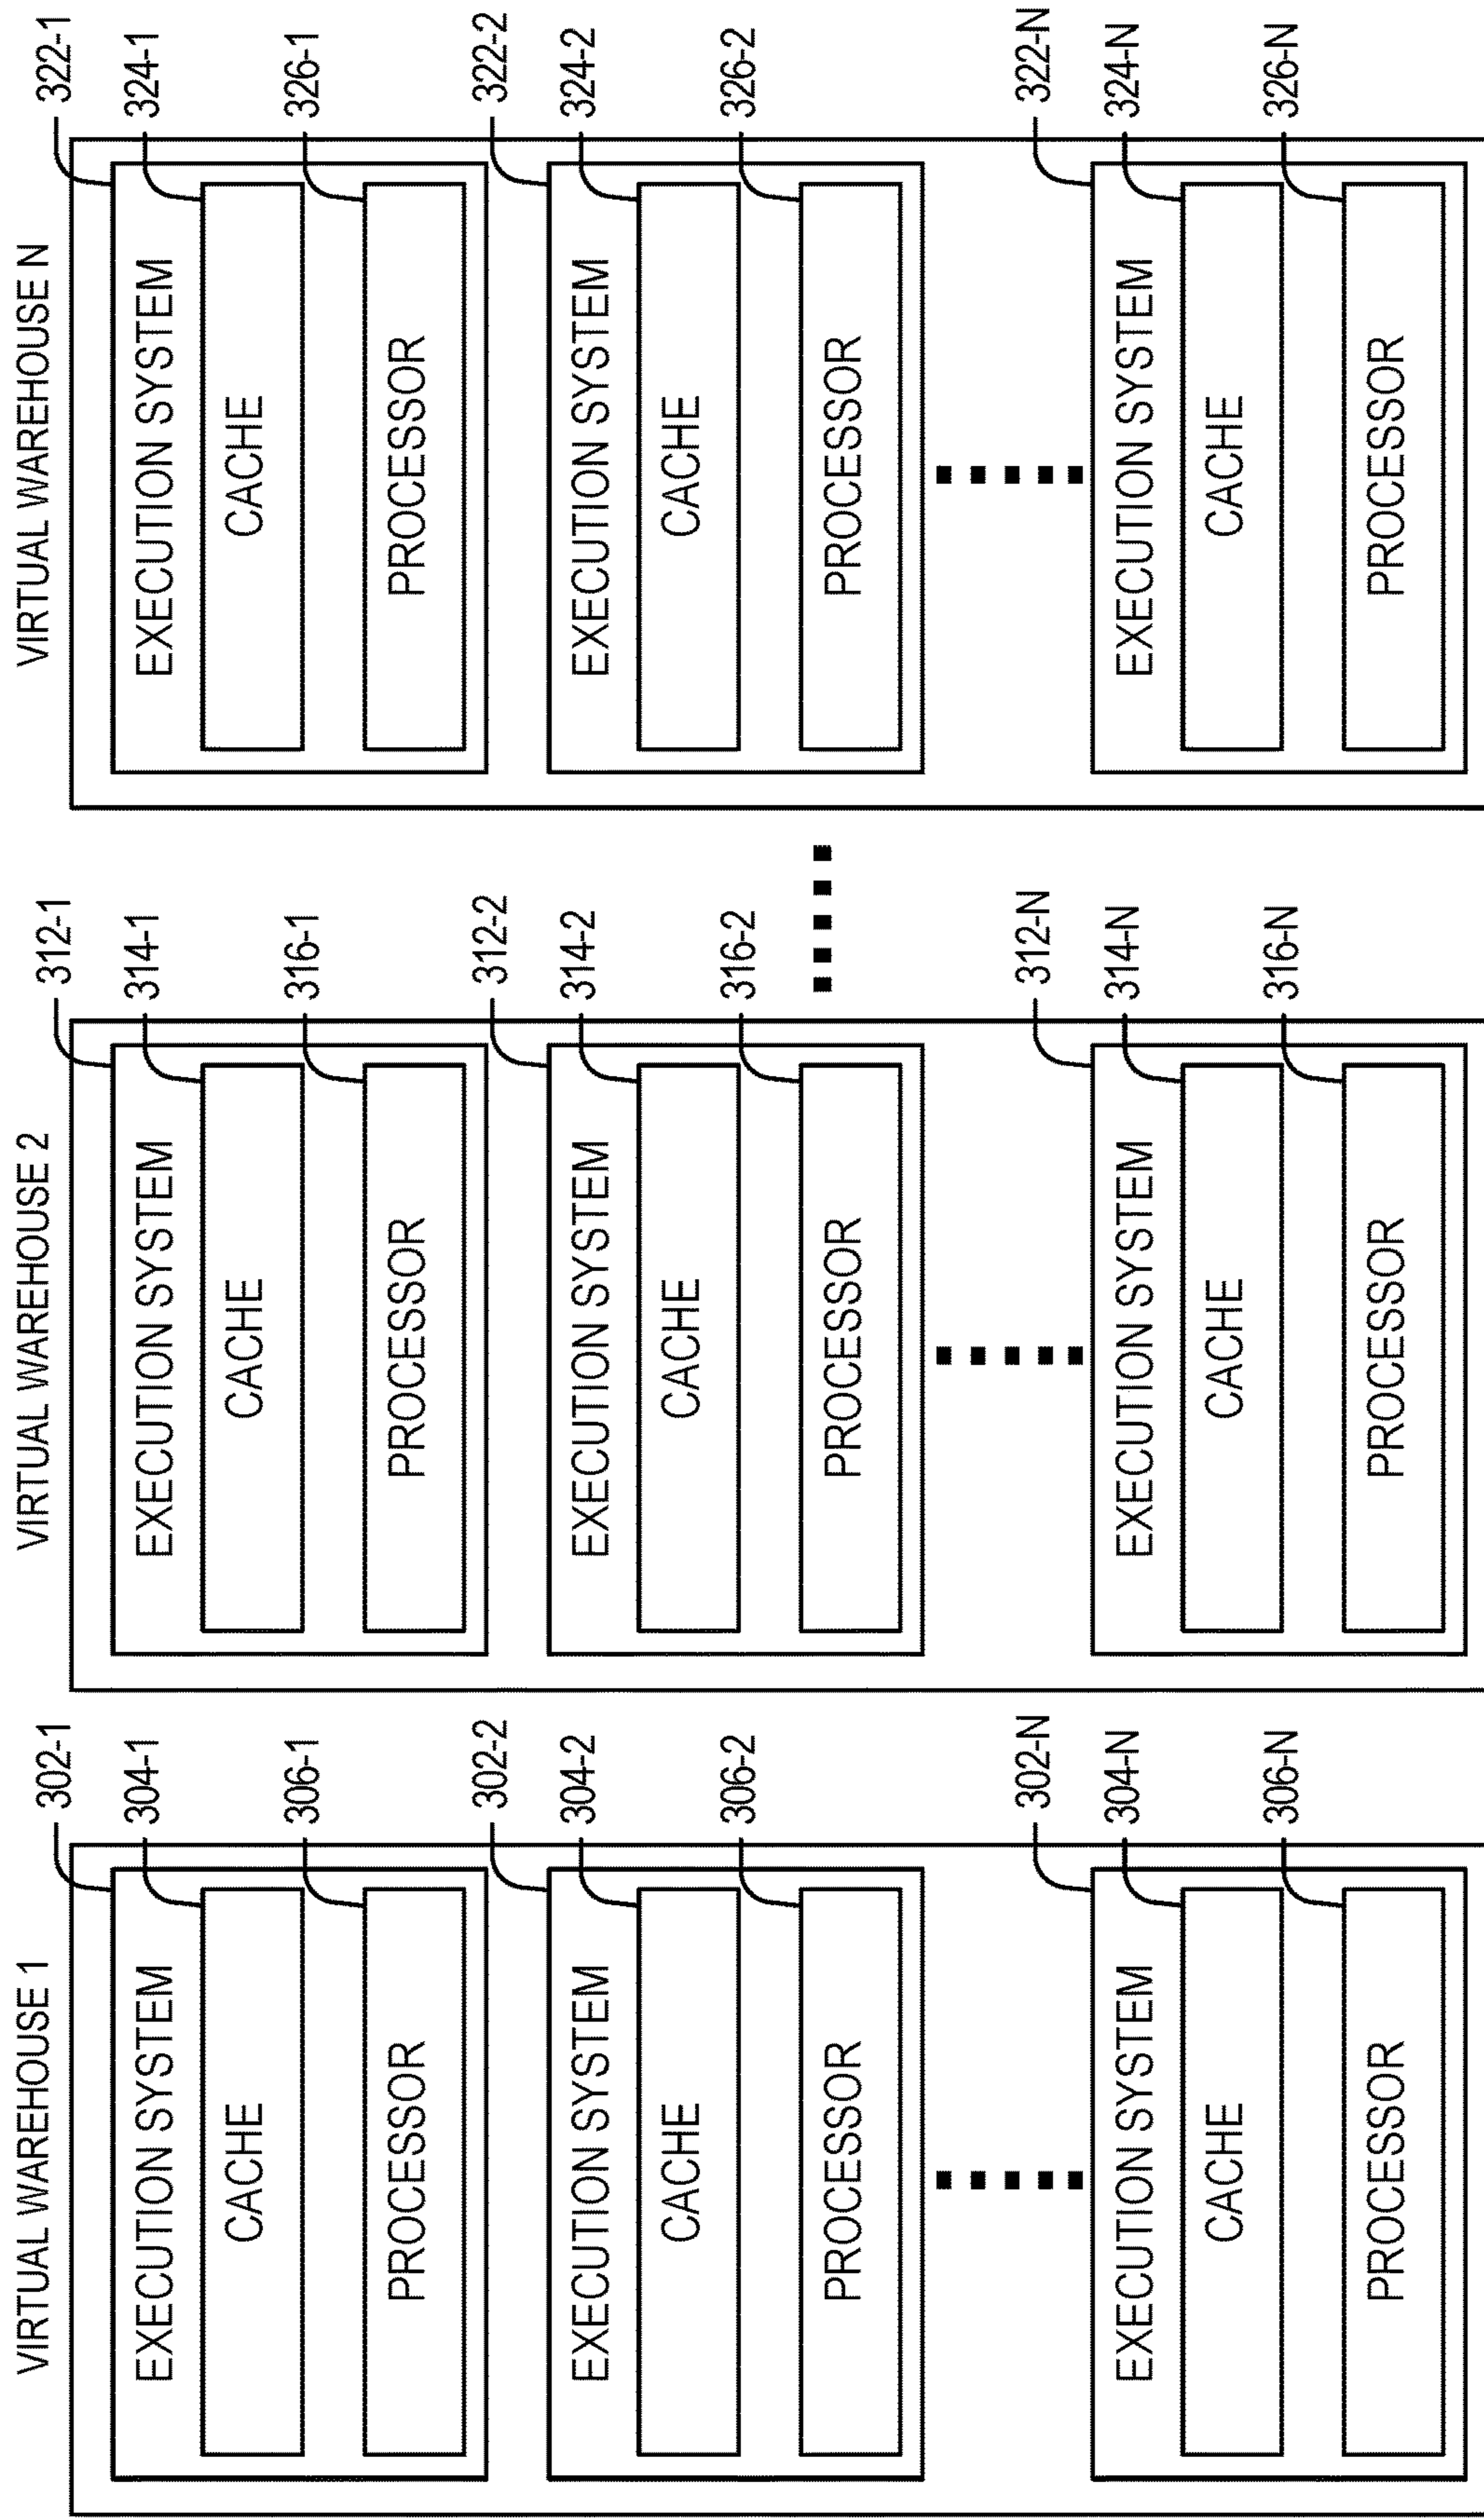 VIRTUAL WAREHOUSE 1
302-1
EXECUTION SYSTEM
304-1
CACHE
306-1
PROCESSOR
302-2
EXECUTION SYSTEM
304-2
CACHE
306-2
PROCESSOR
302-N
EXECUTION SYSTEM
304-N
CACHE
306-N
PROCESSOR
VIRTUAL WAREHOUSE 2
312-1
EXECUTION SYSTEM
314-1
CACHE
316-1
PROCESSOR
312-2
EXECUTION SYSTEM
314-2
CACHE
316-2
PROCESSOR
312-N
EXECUTION SYSTEM
314-N
CACHE
316-N
PROCESSOR
VIRTUAL WAREHOUSE N
322-1
EXECUTION SYSTEM
324-1
CACHE
326-1
PROCESSOR
322-2
EXECUTION SYSTEM
324-2
CACHE
326-2
PROCESSOR
322-N
EXECUTION SYSTEM
324-N
CACHE
326-N
PROCESSOR